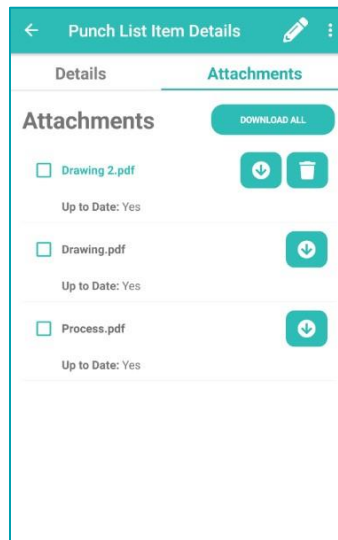 Punch List Item Details
Details Attachments
Attachments DOWNLOAD ALL
Drawing 2.pdf
Up to Date: Yes
Drawing.pdf
Up to Date: Yes
Process.pdf
Up to Date: Yes